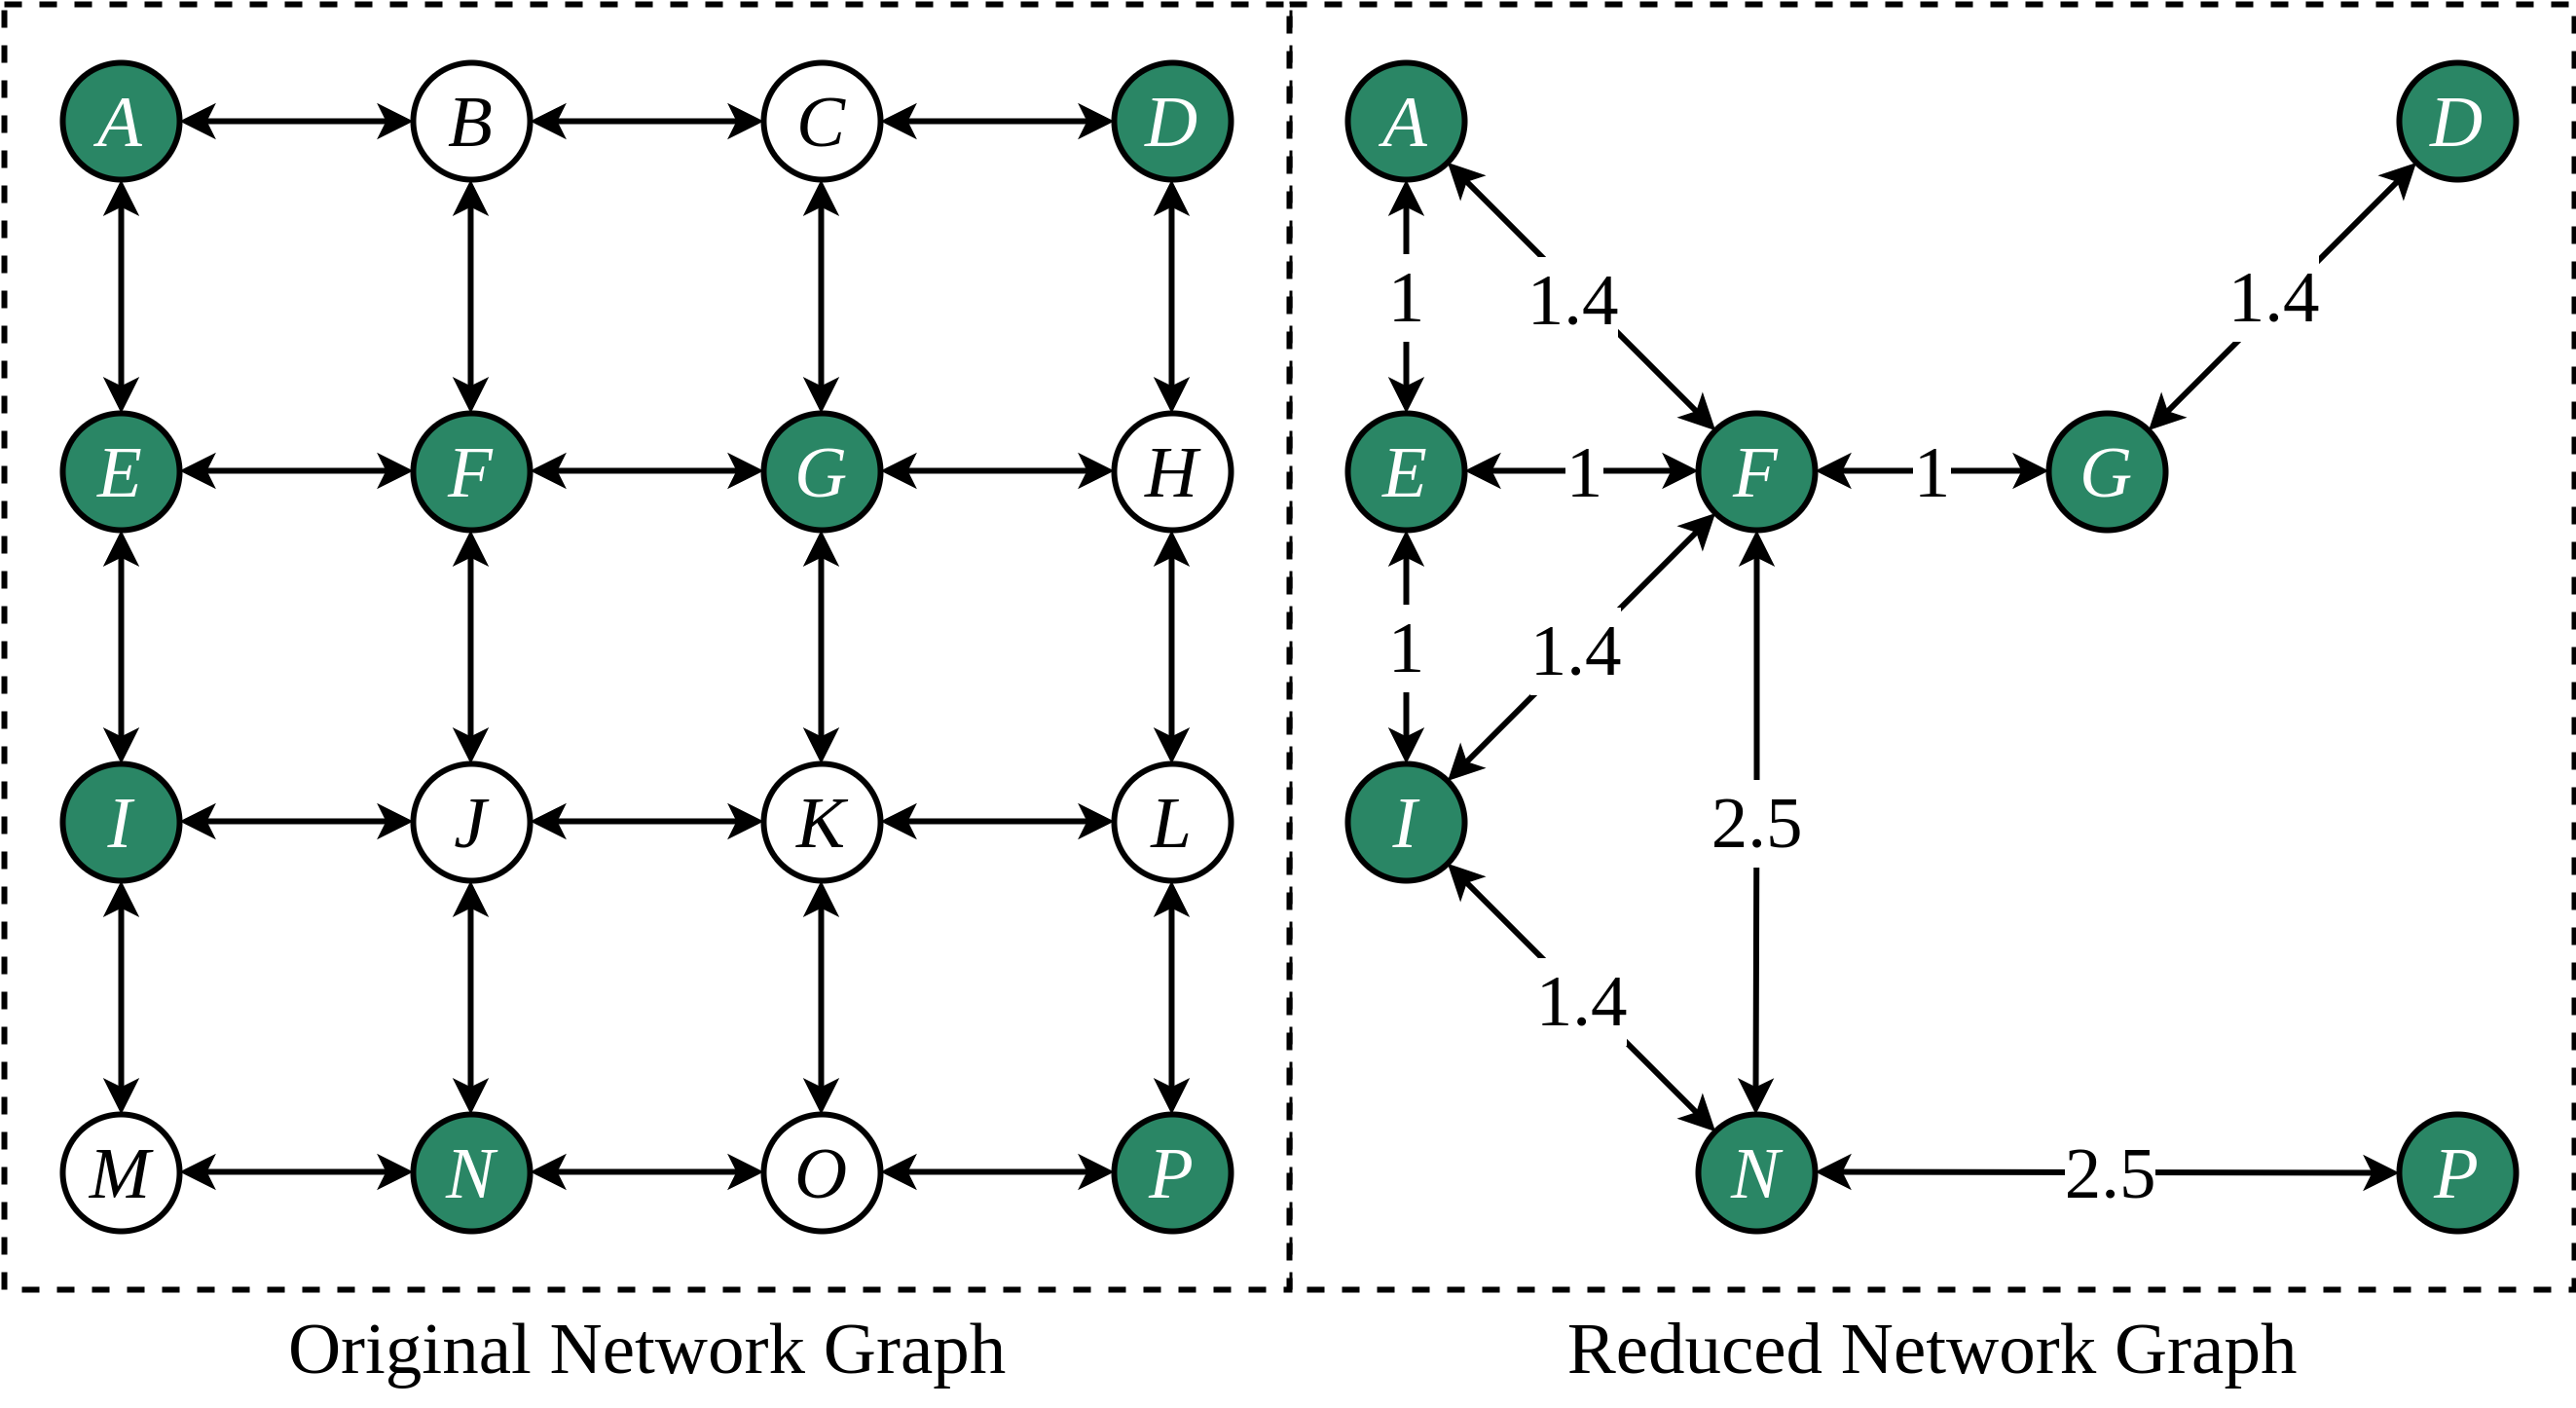 A B C D A D
1 1.4 1.4
E F G H E 1 F 1 G
1 1.4
I J K L I 2.5
1.4
M N O P N 2.5 P
Original Network Graph Reduced Network Graph